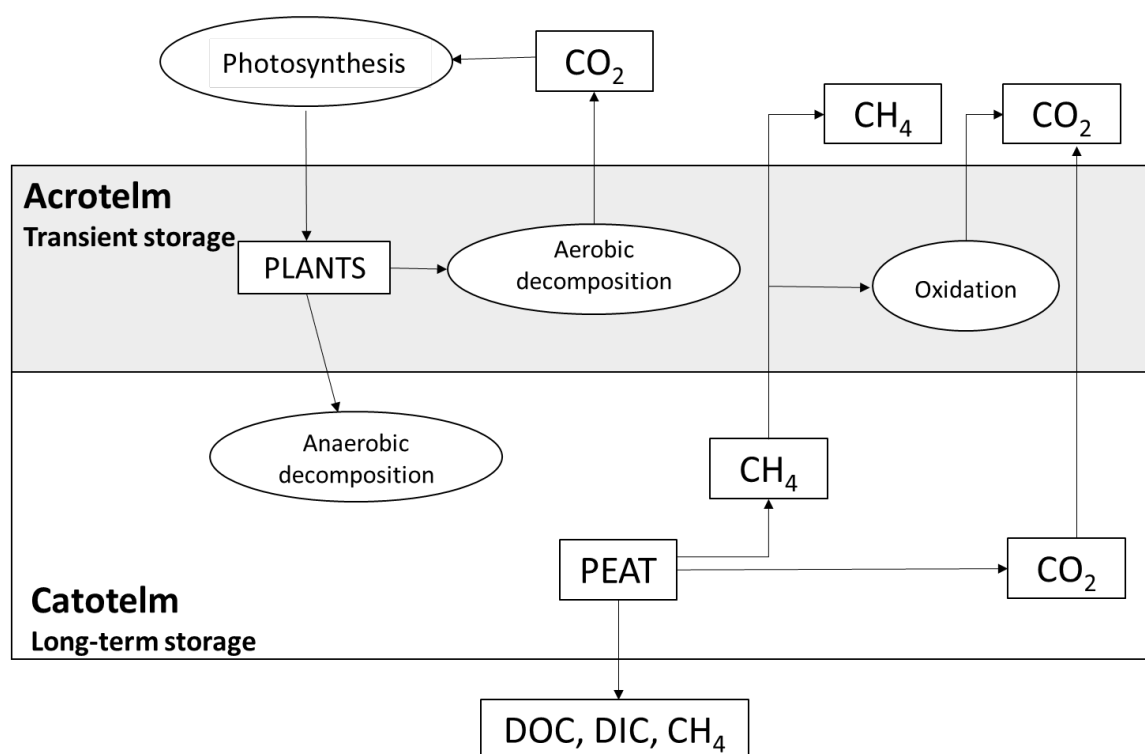 Photosynthesis
CO₂
CH₄
CO₂
Acrotelm
Transient storage
PLANTS
Aerobic
decomposition
Oxidation
Anaerobic
decomposition
CH₄
PEAT
CO₂
Catotelm
Long-term storage
DOC, DIC, CH₄